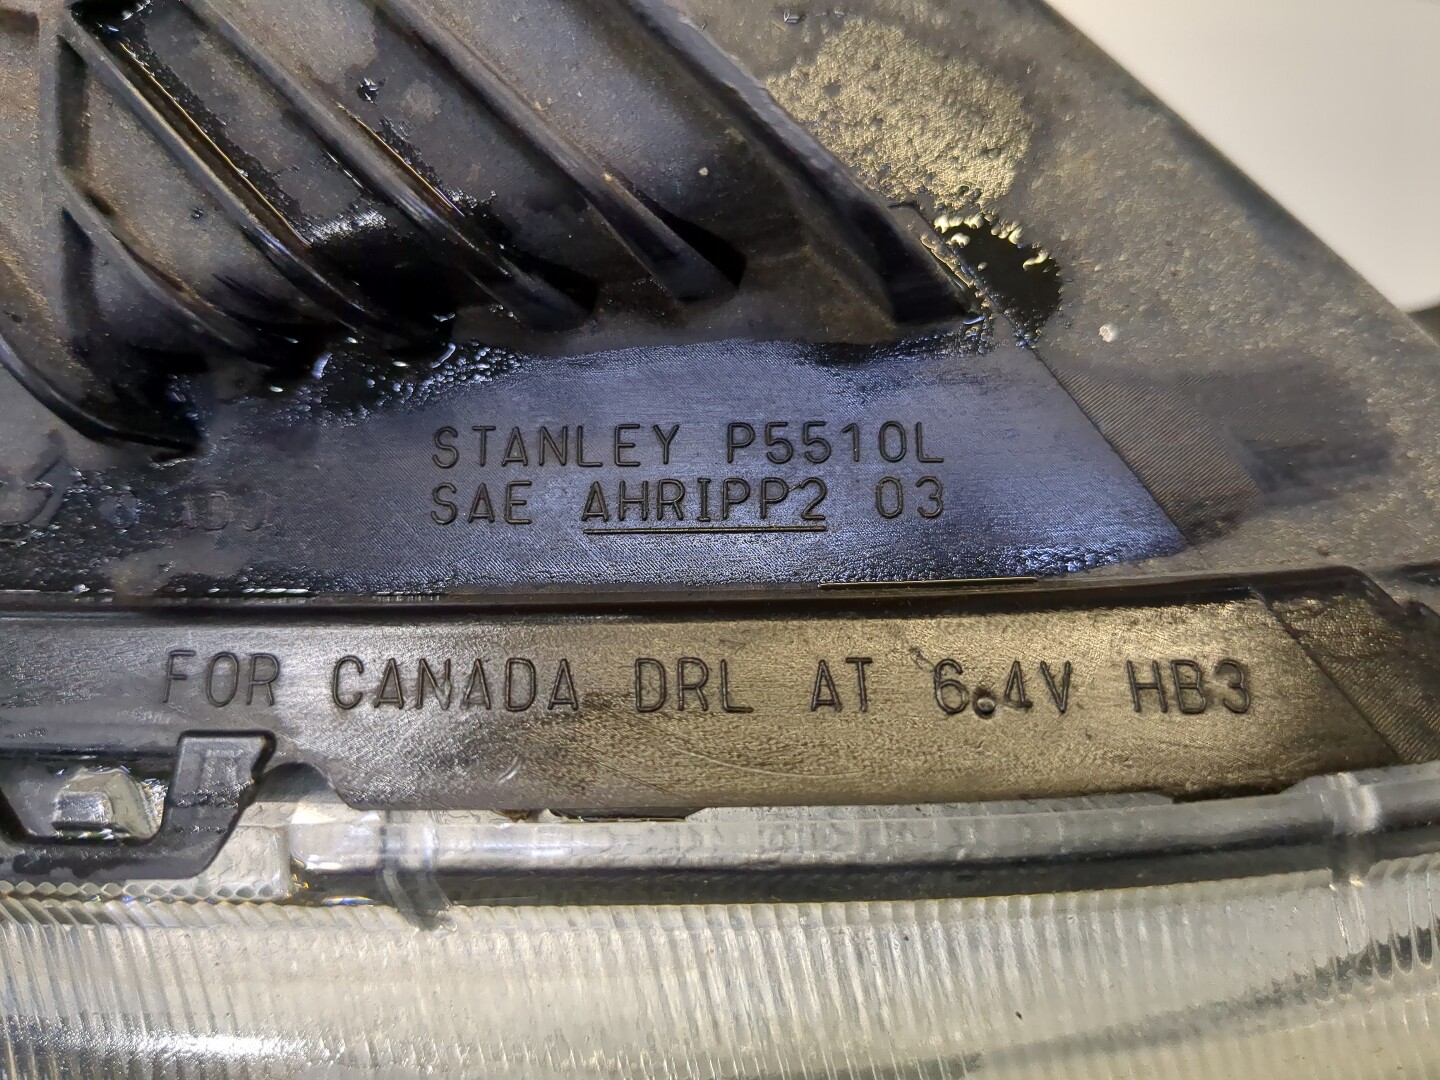 STANLEY P5510L
SAE AHRIPP2 03
FOR CANADA DRL AT 6.4V HB3